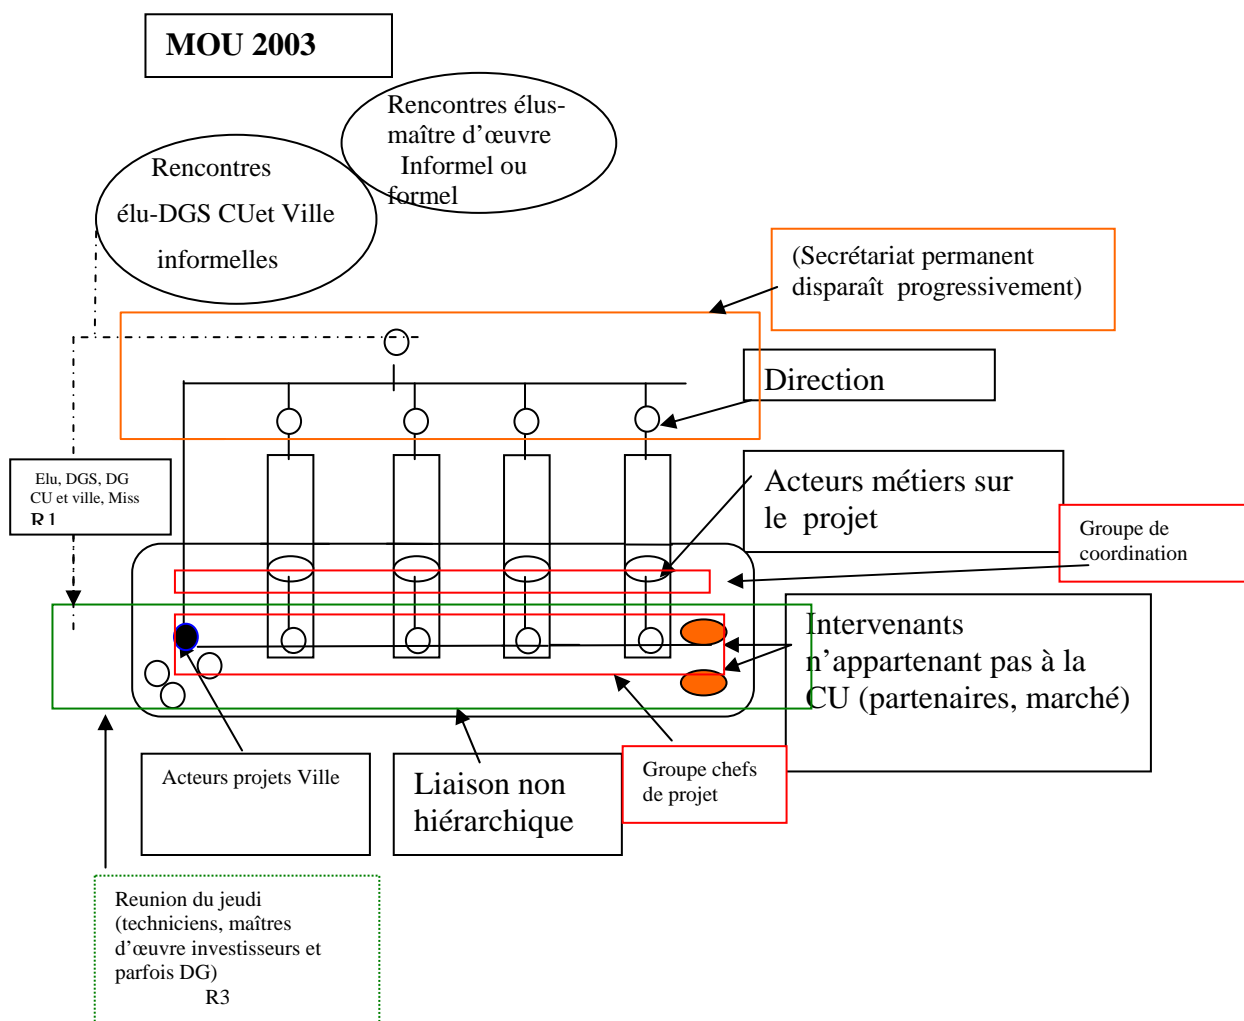 MOU 2003
Rencontres élus-
maître d’œuvre
Informel ou
formel
Rencontres
élu-DGS CUet Ville
informelles
(Secrétariat permanent
disparaît progressivement)
Direction
Elu, DGS, DG
CU et ville, Miss
R1
Acteurs métiers sur
le projet
Groupe de
coordination
Intervenants
n’appartenant pas à la
CU (partenaires, marché)
Acteurs projets Ville
Liaison non
hiérarchique
Groupe chefs
de projet
Reunion du jeudi
(techniciens, maîtres
d’œuvre investisseurs et
parfois DG)
R3